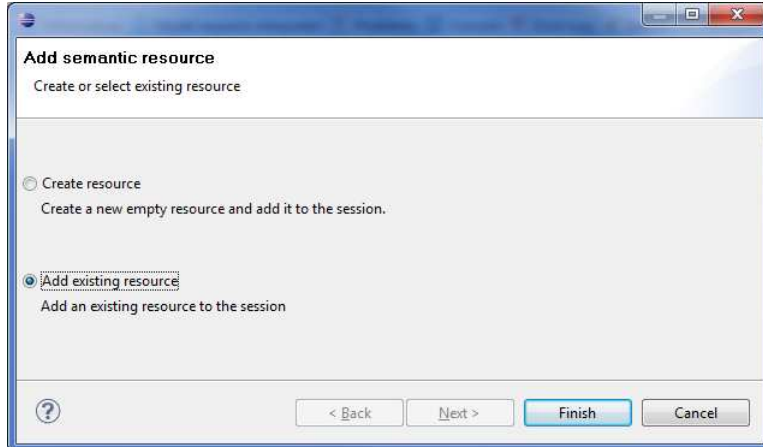 Add semantic resource
Create or select existing resource
Create resource
Create a new empty resource and add it to the session.
Add existing resource
Add an existing resource to the session
< Back
Next >
Finish
Cancel